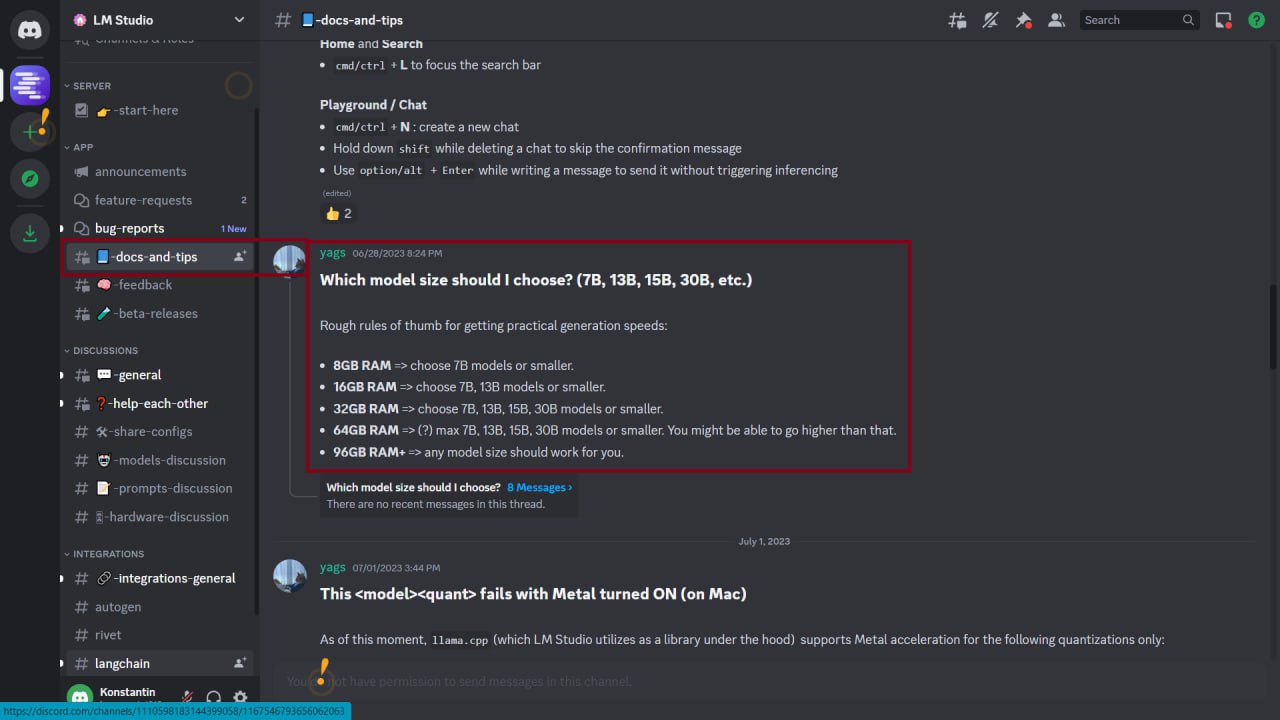 LM Studio
Channels & Roles
SERVER
👉-start-here
APP
announcements
feature-requests 2
bug-reports 1 New
📘-docs-and-tips
🧠-feedback
🧪-beta-releases
DISCUSSIONS
💬-general
❓-help-each-other
🛠-share-configs
-models-discussion
📝-prompts-discussion
🎛-hardware-discussion
INTEGRATIONS
🔗-integrations-general
autogen
rivet
langchain
Konstantin
https://discord.com/channels/1110598183144399058/1167546793656062063
📘-docs-and-tips
Search
Home and Search
• cmd/ctrl + L to focus the search bar
Playground / Chat
• cmd/ctrl + N : create a new chat
• Hold down shift while deleting a chat to skip the confirmation message
• Use option/alt + Enter while writing a message to send it without triggering inferencing
(edited)
👍 2
yags 06/28/2023 8:24 PM
Which model size should I choose? (7B, 13B, 15B, 30B, etc.)
Rough rules of thumb for getting practical generation speeds:
• 8GB RAM => choose 7B models or smaller.
• 16GB RAM => choose 7B, 13B models or smaller.
• 32GB RAM => choose 7B, 13B, 15B, 30B models or smaller.
• 64GB RAM => (?) max 7B, 13B, 15B, 30B models or smaller. You might be able to go higher than that.
• 96GB RAM+ => any model size should work for you.
Which model size should I choose? 8 Messages ›
There are no recent messages in this thread.
July 1, 2023
yags 07/01/2023 3:44 PM
This <model><quant> fails with Metal turned ON (on Mac)
As of this moment, llama.cpp (which LM Studio utilizes as a library under the hood) supports Metal acceleration for the following quantizations only:
not have permission to send messages in this channel.